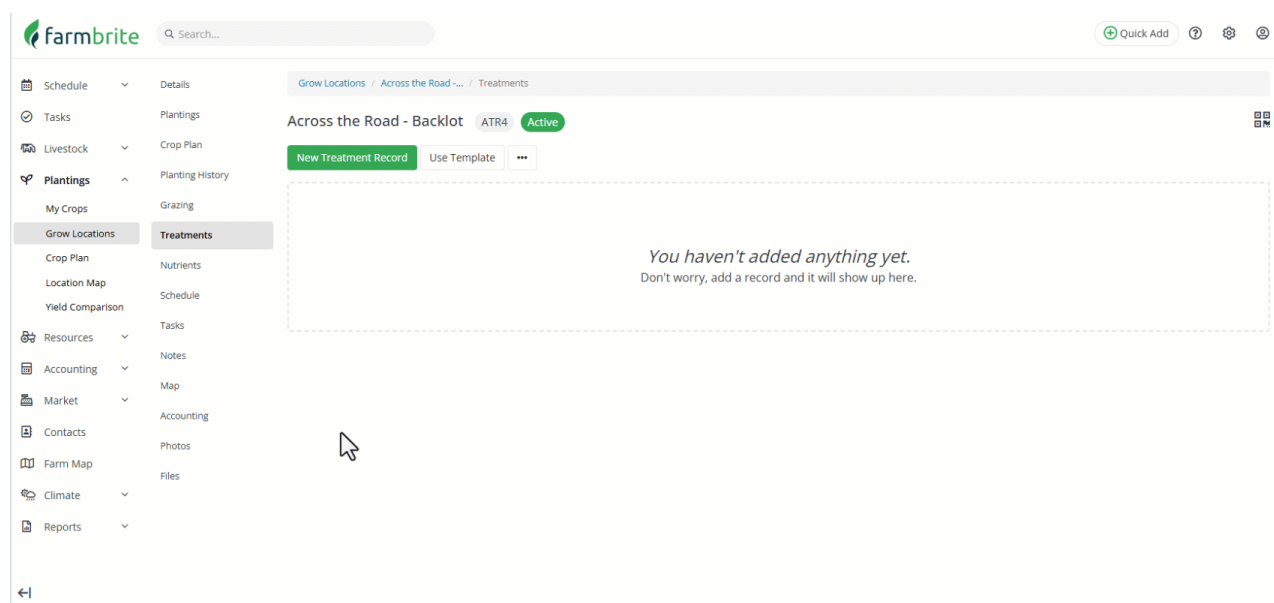 farmbrite
Search...
Quick Add
Schedule
Tasks
Livestock
Plantings
My Crops
Grow Locations
Crop Plan
Location Map
Yield Comparison
Resources
Accounting
Market
Contacts
Farm Map
Climate
Reports
Details
Plantings
Crop Plan
Planting History
Grazing
Treatments
Nutrients
Schedule
Tasks
Notes
Map
Accounting
Photos
Files
Grow Locations / Across the Road -... / Treatments
Across the Road - Backlot ATR4 Active
New Treatment Record Use Template •••
You haven't added anything yet.
Don't worry, add a record and it will show up here.